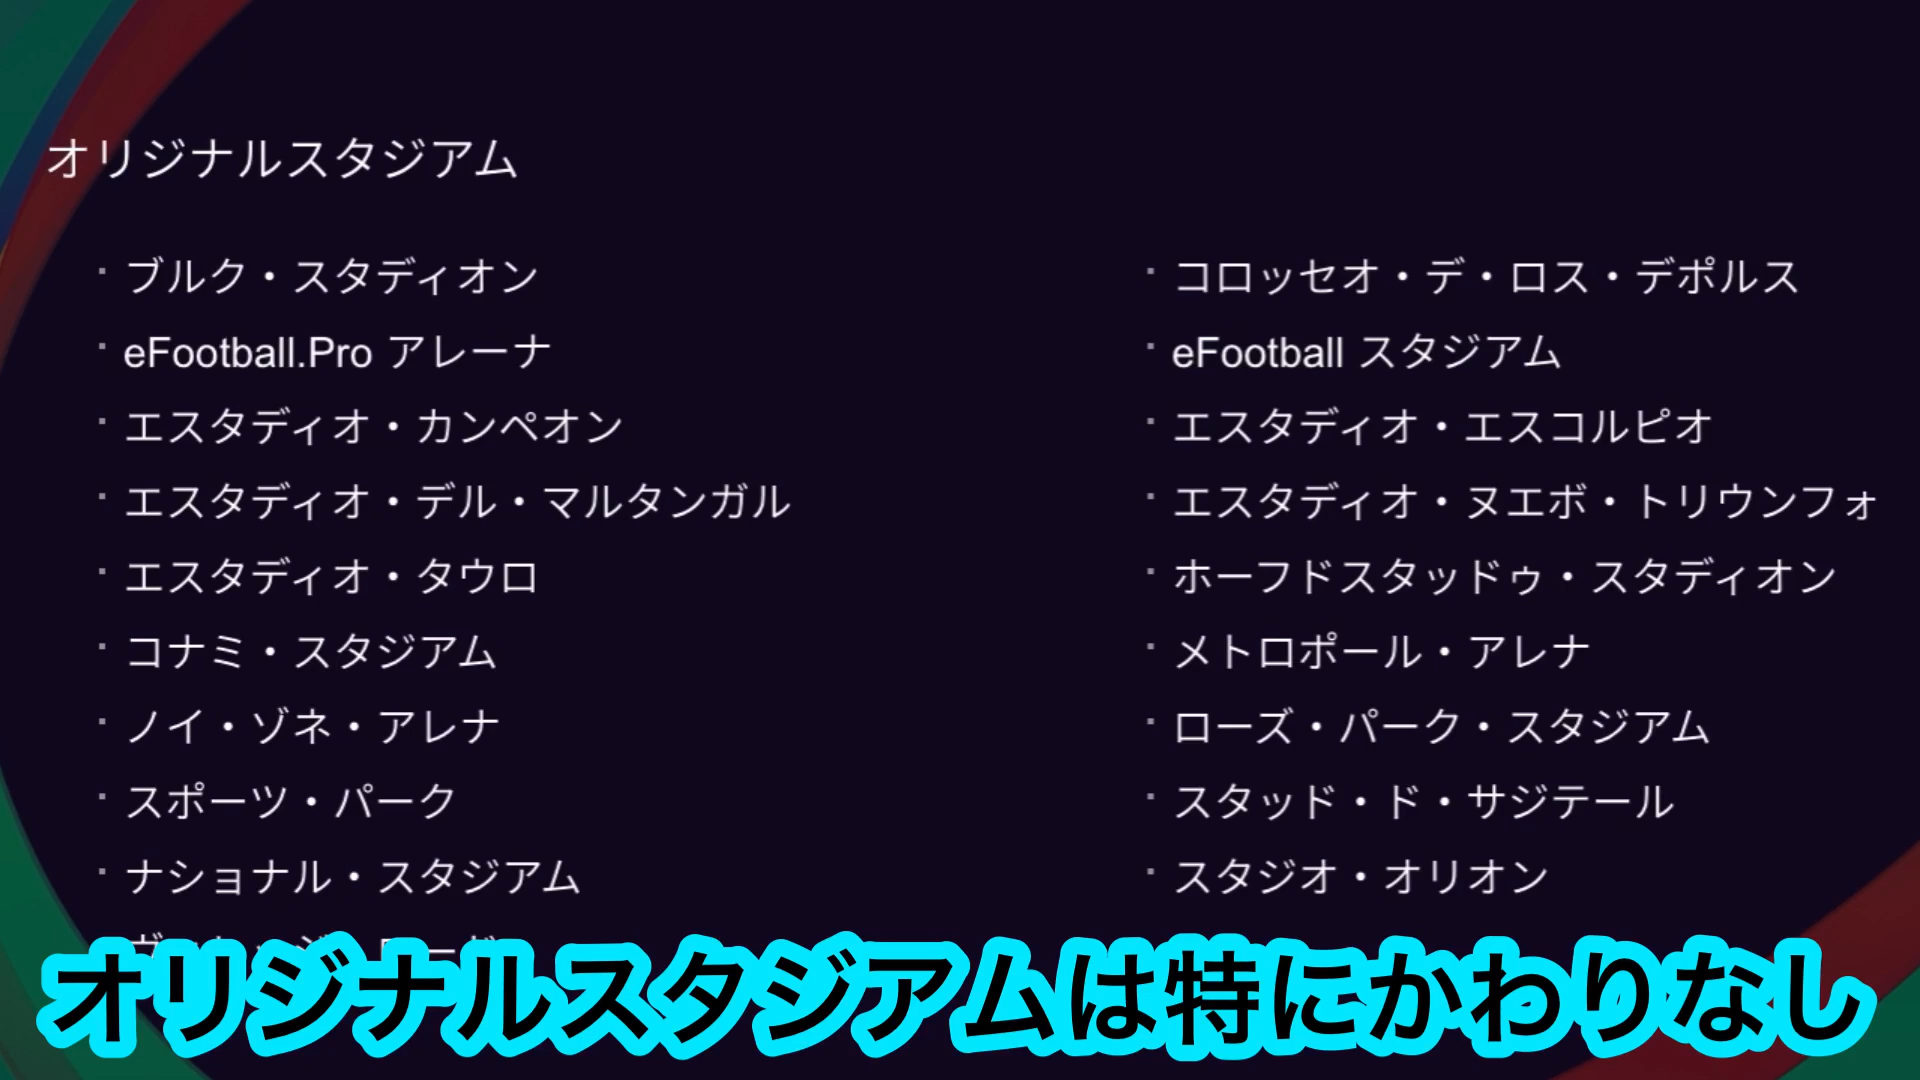 オリジナルスタジアム
ブルク・スタディオン
eFootball.Pro アレーナ
エスタディオ・カンペオン
エスタディオ・デル・マルタンガル
エスタディオ・タウロ
コナミ・スタジアム
ノイ・ゾネ・アレナ
スポーツ・パーク
ナショナル・スタジアム
コロッセオ・デ・ロス・デポルス
eFootball スタジアム
エスタディオ・エスコルピオ
エスタディオ・ヌエボ・トリウンフォ
ホーフドスタッドゥ・スタディオン
メトロポール・アレナ
ローズ・パーク・スタジアム
スタッド・ド・サジテール
スタジオ・オリオン
オリジナルスタジアムは特にかわりなし